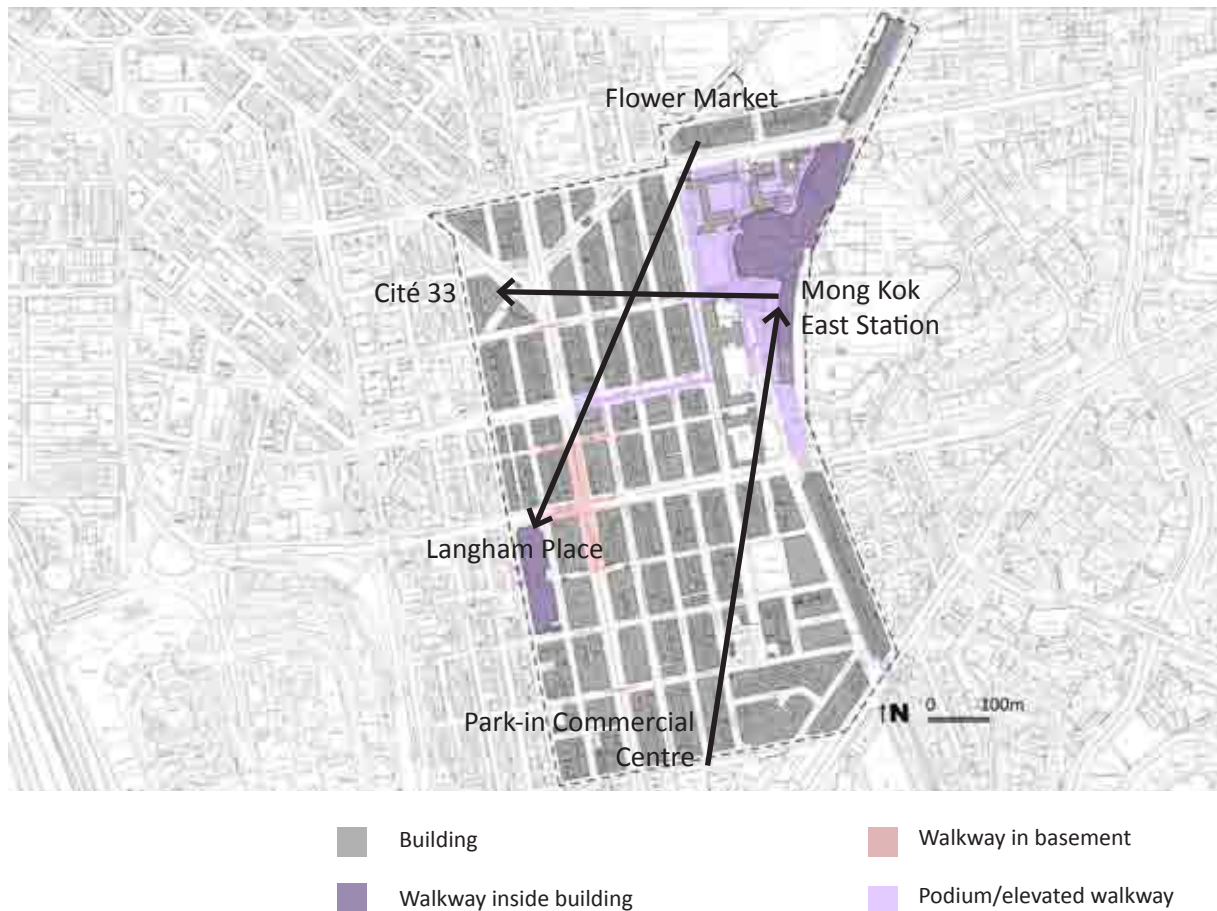 Flower Market
Cité 33
Mong Kok
East Station
Langham Place
Park-in Commercial
Centre
↑N 0 100m
Building
Walkway in basement
Walkway inside building
Podium/elevated walkway